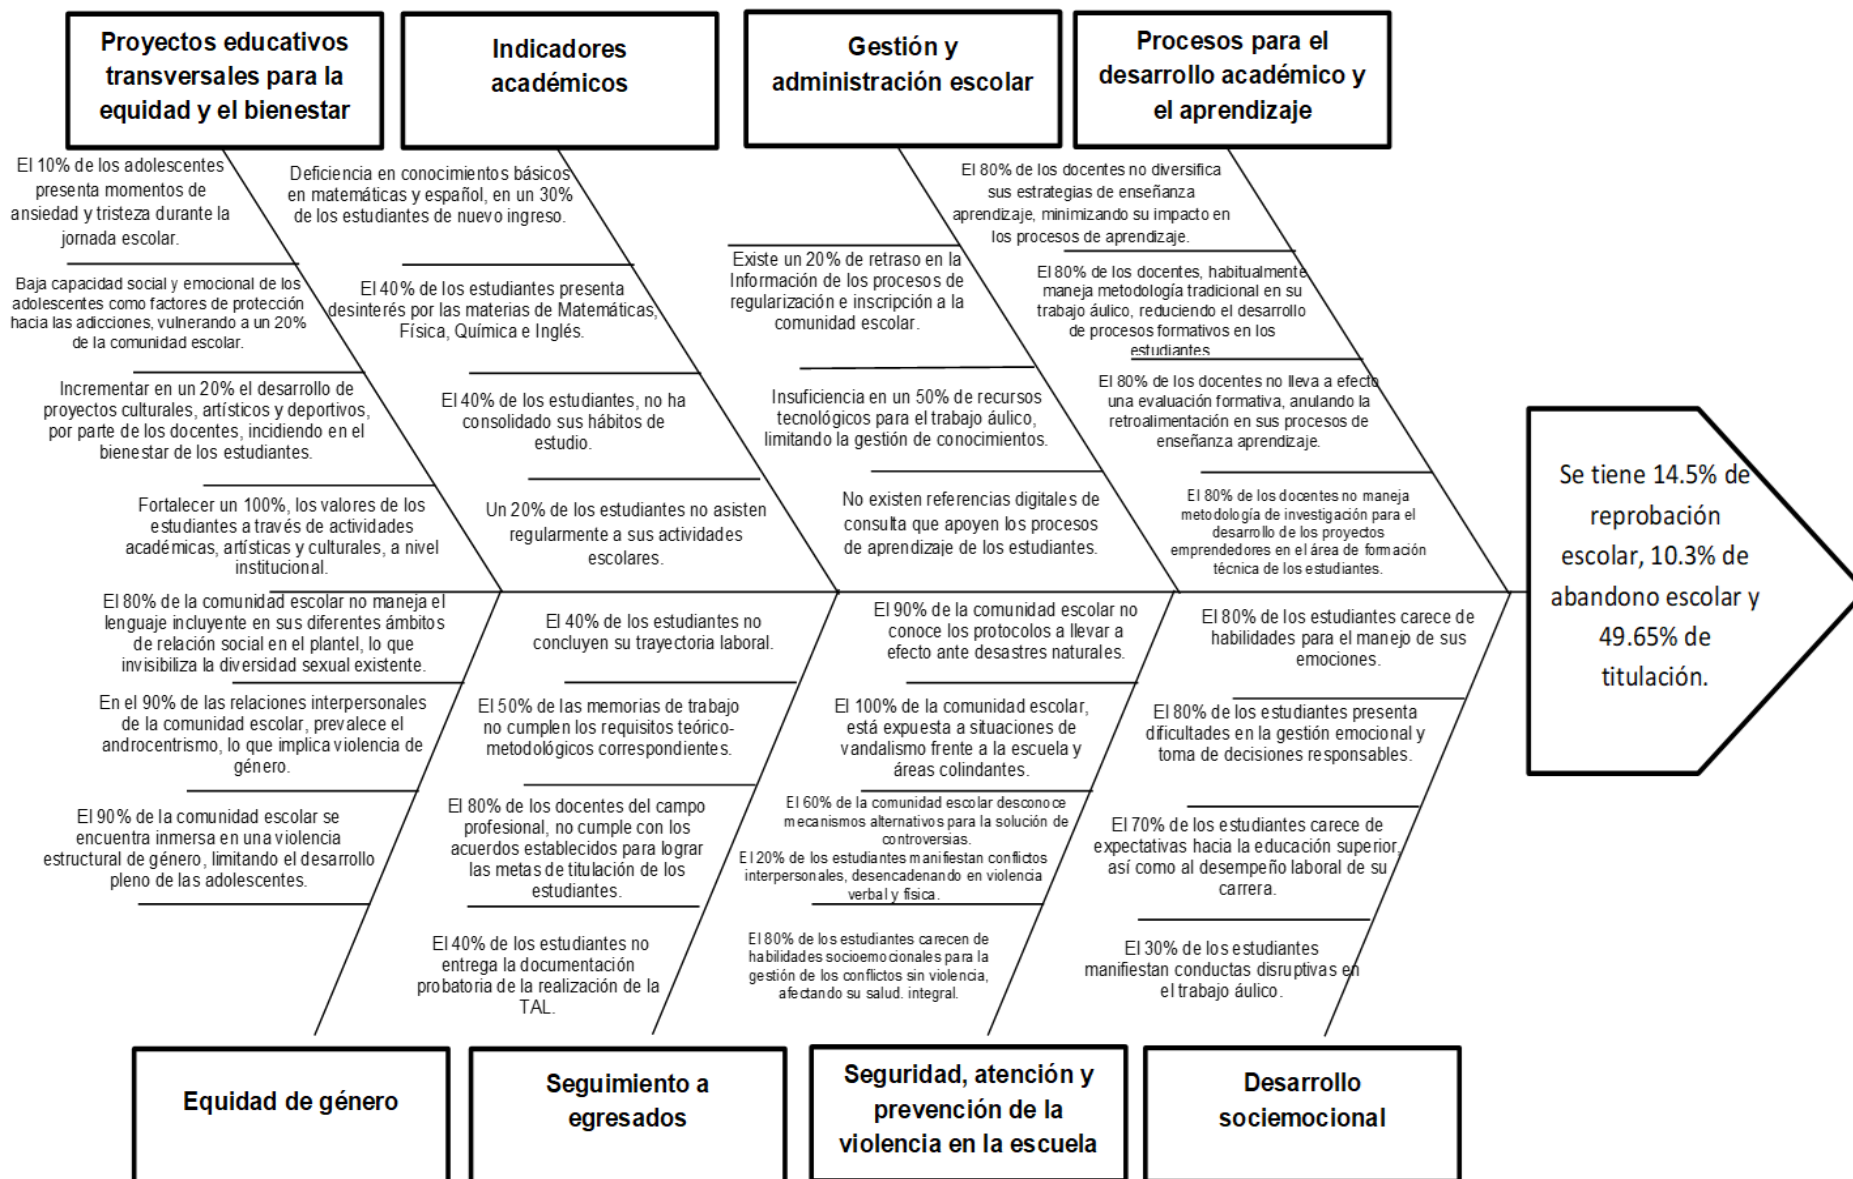 Proyectos educativos
transversales para la
equidad y el bienestar
El 10% de los adolescentes
presenta momentos de
ansiedad y tristeza durante la
jornada escolar.
Baja capacidad social y emocional de los
adolescentes como factores de protección
hacia las adicciones, vulnerando a un 20%
de la comunidad escolar.
Incrementar en un 20% el desarrollo de
proyectos culturales, artísticos y deportivos,
por parte de los docentes, incidiendo en el
bienestar de los estudiantes.
Fortalecer un 100%, los valores de los
estudiantes a través de actividades
académicas, artísticas y culturales, a nivel
institucional.
Indicadores
académicos
Deficiencia en conocimientos básicos
en matemáticas y español, en un 30%
de los estudiantes de nuevo ingreso.
El 40% de los estudiantes presenta
desinterés por las materias de Matemáticas,
Física, Química e Inglés.
El 40% de los estudiantes, no ha
consolidado sus hábitos de
estudio.
Un 20% de los estudiantes no asisten
regularmente a sus actividades
escolares.
Gestión y
administración escolar
Existe un 20% de retraso en la
Información de los procesos de
regularización e inscripción a la
comunidad escolar.
Insuficiencia en un 50% de recursos
tecnológicos para el trabajo áulico,
limitando la gestión de conocimientos.
No existen referencias digitales de
consulta que apoyen los procesos
de aprendizaje de los estudiantes.
Procesos para el
desarrollo académico y
el aprendizaje
El 80% de los docentes no diversifica
sus estrategias de enseñanza
aprendizaje, minimizando su impacto en
los procesos de aprendizaje.
El 80% de los docentes, habitualmente
maneja metodología tradicional en su
trabajo áulico, reduciendo el desarrollo
de procesos formativos en los
estudiantes
El 80% de los docentes no lleva a efecto
una evaluación formativa, anulando la
retroalimentación en sus procesos de
enseñanza aprendizaje.
El 80% de los docentes no maneja
metodología de investigación para el
desarrollo de los proyectos
emprendedores en el área de formación
técnica de los estudiantes.
Se tiene 14.5% de
reprobación
escolar, 10.3% de
abandono escolar y
49.65% de
titulación.
El 80% de la comunidad escolar no maneja el
lenguaje incluyente en sus diferentes ámbitos
de relación social en el plantel, lo que
invisibiliza la diversidad sexual existente.
En el 90% de las relaciones interpersonales
de la comunidad escolar, prevalece el
androcentrismo, lo que implica violencia de
género.
El 90% de la comunidad escolar se
encuentra inmersa en una violencia
estructural de género, limitando el desarrollo
pleno de las adolescentes.
Equidad de género
El 40% de los estudiantes no
concluyen su trayectoria laboral.
El 50% de las memorias de trabajo
no cumplen los requisitos teórico-
metodológicos correspondientes.
El 80% de los docentes del campo
profesional, no cumple con los
acuerdos establecidos para lograr
las metas de titulación de los
estudiantes.
El 40% de los estudiantes no
entrega la documentación
probatoria de la realización de la
TAL.
Seguimiento a
egresados
El 90% de la comunidad escolar no
conoce los protocolos a llevar a
efecto ante desastres naturales.
El 100% de la comunidad escolar,
está expuesta a situaciones de
vandalismo frente a la escuela y
áreas colindantes.
El 60% de la comunidad escolar desconoce
mecanismos alternativos para la solución de
controversias.
El 20% de los estudiantes manifiestan conflictos
interpersonales, desencadenando en violencia
verbal y física.
El 80% de los estudiantes carecen de
habilidades socioemocionales para la
gestión de los conflictos sin violencia,
afectando su salud. integral.
Seguridad, atención y
prevención de la
violencia en la escuela
El 80% de los estudiantes carece de
habilidades para el manejo de sus
emociones.
El 80% de los estudiantes presenta
dificultades en la gestión emocional y
toma de decisiones responsables.
El 70% de los estudiantes carece de
expectativas hacia la educación superior,
así como al desempeño laboral de su
carrera.
El 30% de los estudiantes
manifiestan conductas disruptivas en
el trabajo áulico.
Desarrollo
sociemocional